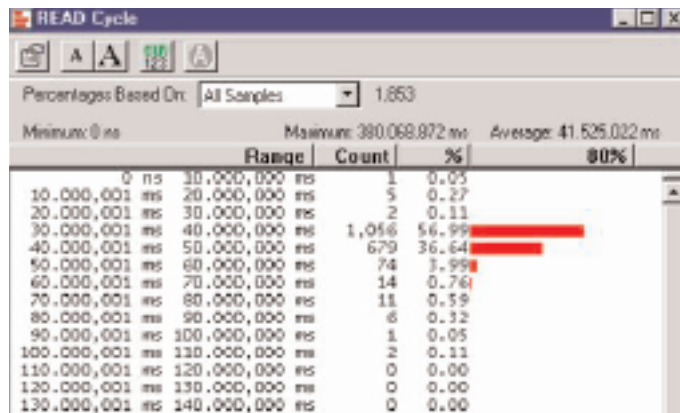 READ Cycle
A A 123 A
Percentages Based On: All Samples 1,853
Minimum: 0 ns Maximum: 380.068,872 ms Average: 41.525,022 ms
Range Count % 80%
0 ns 10.000,000 ms 1 0.05
10.000,001 ms 20.000,000 ms 5 0.27
20.000,001 ms 30.000,000 ms 2 0.11
30.000,001 ms 40.000,000 ms 1,056 56.99
40.000,001 ms 50.000,000 ms 679 36.64
50.000,001 ms 60.000,000 ms 74 3.99
60.000,001 ms 70.000,000 ms 14 0.76
70.000,001 ms 80.000,000 ms 11 0.59
80.000,001 ms 90.000,000 ms 6 0.32
90.000,001 ms 100.000,000 ms 1 0.05
100.000,001 ms 110.000,000 ms 2 0.11
110.000,001 ms 120.000,000 ms 0 0.00
120.000,001 ms 130.000,000 ms 0 0.00
130.000,001 ms 140.000,000 ms 0 0.00